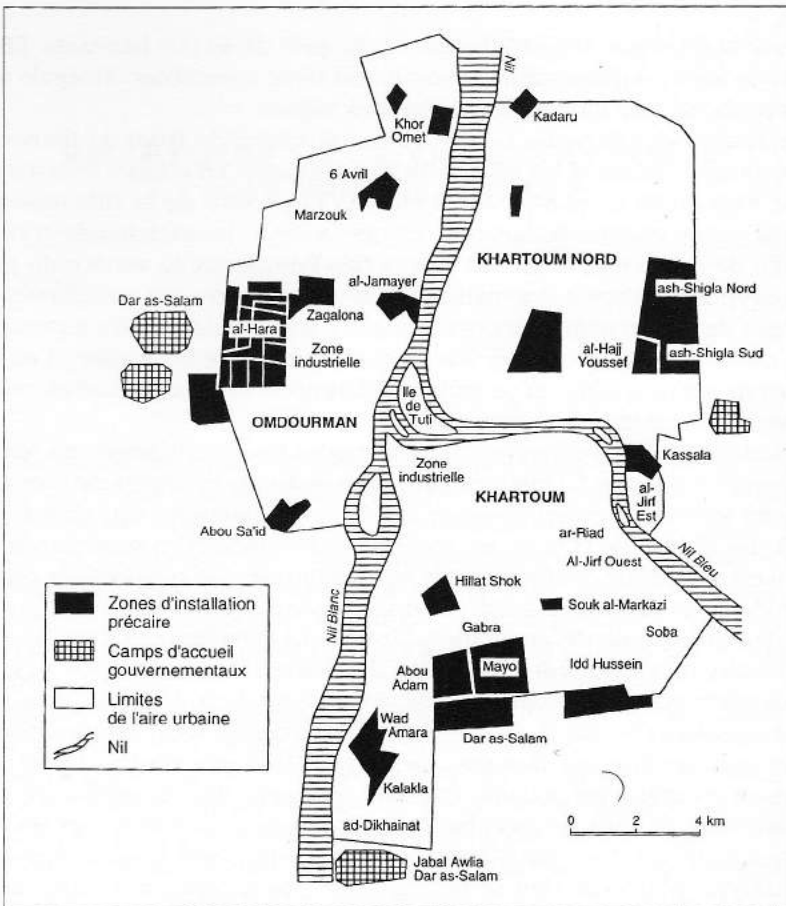 Nil
Khor
Omet
Kadaru
6 Avril
Marzouk
KHARTOUM NORD
Dar as-Salam
al-Jamayer
ash-Shigla Nord
al-Hara
Zagalona
Zone
industrielle
al-Hajj
Youssef
ash-Shigla Sud
Ile
de
Tuti
OMDOURMAN
Zone
industrielle
Kassala
KHARTOUM
al-
Jirf
Est
Abou Sa'id
ar-Riad
Al-Jirf Ouest
Nil Bleu
Hillat Shok
Souk al-Markazi
Nil Blanc
Gabra
Soba
Abou
Adam
Mayo
Idd Hussein
Wad
Amara
Dar as-Salam
Kalakla
ad-Dikhainat
Jabal Awlia
Dar as-Salam
Zones d'installation
précaire
Camps d'accueil
gouvernementaux
Limites
de l'aire urbaine
Nil
0 2 4 km